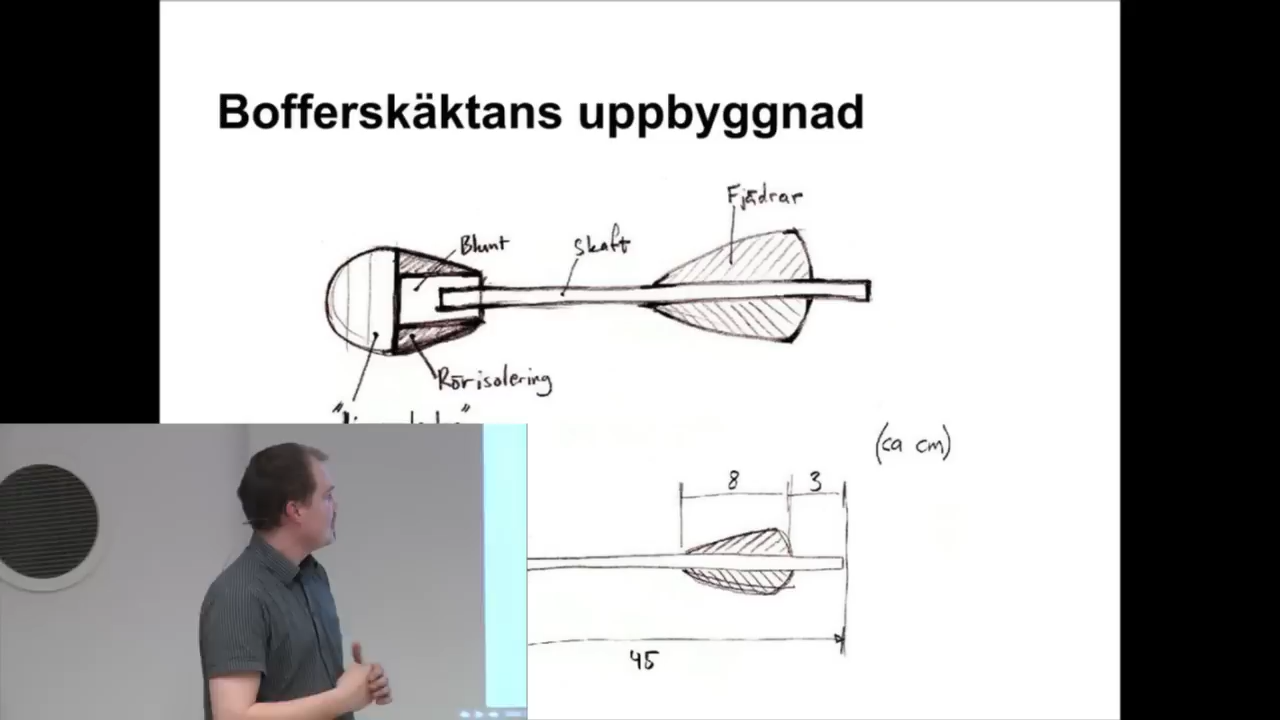 Bofferskäktans uppbyggnad
Fjädrar
Blunt
Skaft
Rörisolering
(ca cm)
8
3
45